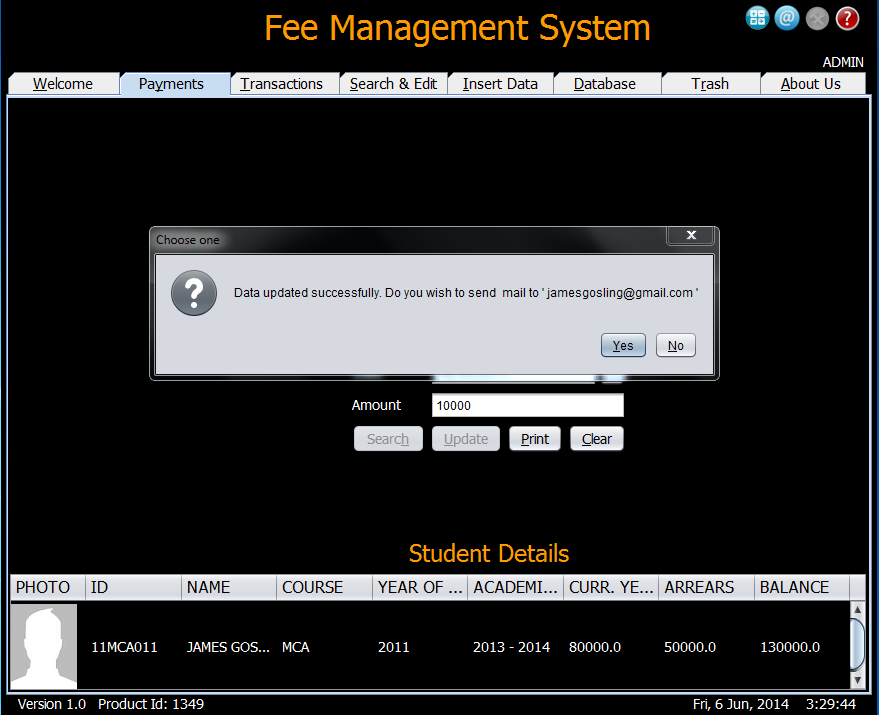 Fee Management System
@ ?
ADMIN
Welcome Payments Transactions Search & Edit Insert Data Database Trash About Us
Choose one
x
?
Data updated successfully. Do you wish to send mail to ' jamesgosling@gmail.com '
Yes No
Amount 10000
Search Update Print Clear
Student Details
PHOTO ID NAME COURSE YEAR OF ... ACADEMI... CURR. YE... ARREARS BALANCE
11MCA011 JAMES GOS... MCA 2011 2013 - 2014 80000.0 50000.0 130000.0
Version 1.0 Product Id: 1349 Fri, 6 Jun, 2014 3:29:44